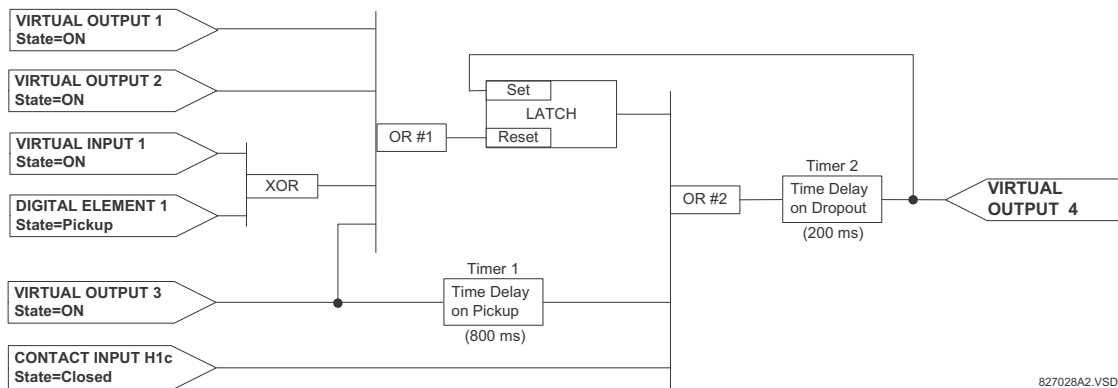 VIRTUAL OUTPUT 1
State=ON
VIRTUAL OUTPUT 2
State=ON
VIRTUAL INPUT 1
State=ON
DIGITAL ELEMENT 1
State=Pickup
VIRTUAL OUTPUT 3
State=ON
CONTACT INPUT H1c
State=Closed
XOR
OR #1
Set
LATCH
Reset
Timer 1
Time Delay
on Pickup
(800 ms)
OR #2
Timer 2
Time Delay
on Dropout
(200 ms)
VIRTUAL
OUTPUT 4
827028A2.VSD